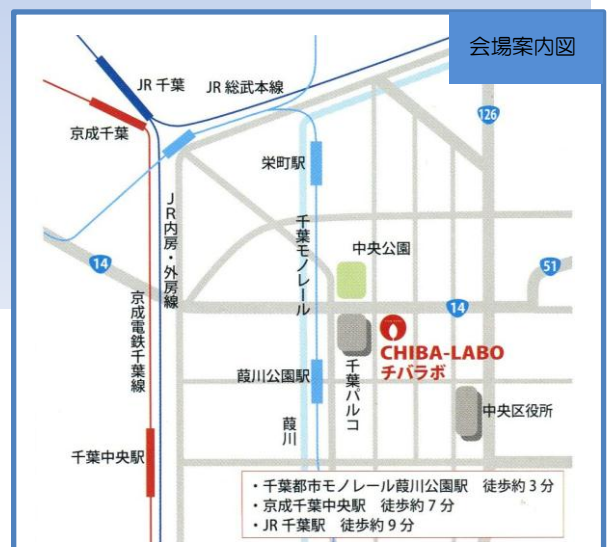 会場案内図
JR 千葉
JR 総武本線
京成千葉
126
栄町駅
JR内房・外房線
千葉モノレール
中央公園
14
51
14
京成電鉄千葉線
CHIBA-LABO
チバラボ
葭川公園駅
千葉パルコ
葭川
中央区役所
千葉中央駅
・千葉都市モノレール葭川公園駅　徒歩約 3 分
・京成千葉中央駅　徒歩約 7 分
・JR 千葉駅　徒歩約 9 分